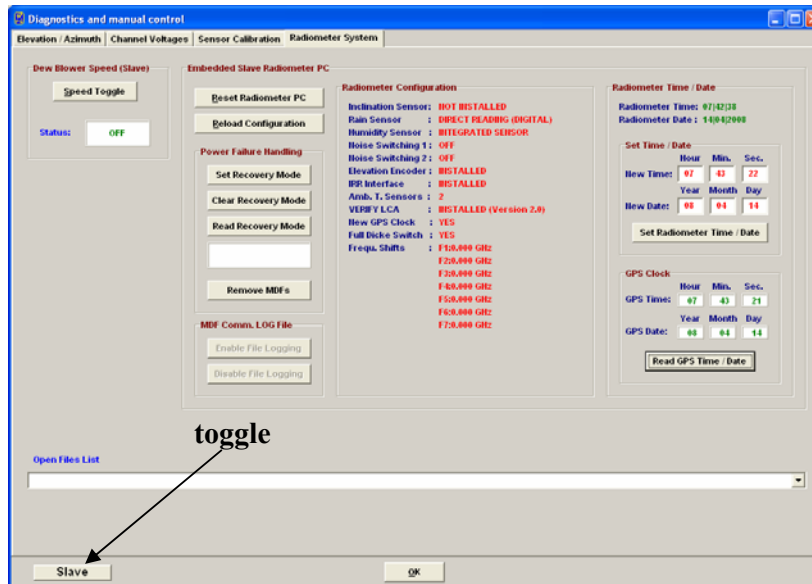 Diagnostics and manual control
Elevation / Azimuth
Channel Voltages
Sensor Calibration
Radiometer System
Dew Blower Speed (Slave)
Speed Toggle
Status: OFF
Embedded Slave Radiometer PC
Reset Radiometer PC
Reload Configuration
Power Failure Handling
Set Recovery Mode
Clear Recovery Mode
Read Recovery Mode
Remove MDFs
MDF Comm. LOG File
Enable File Logging
Disable File Logging
Radiometer Configuration
Inclination Sensor: NOT INSTALLED
Rain Sensor : DIRECT READING (DIGITAL)
Humidity Sensor : INTEGRATED SENSOR
Noise Switching 1 : OFF
Noise Switching 2 : OFF
Elevation Encoder : INSTALLED
IRR Interface : INSTALLED
Amb. T. Sensors : 2
VERIFY LCA : INSTALLED (Version 2.0)
New GPS Clock : YES
Full Dicke Switch : YES
Frequ. Shifts : F1:0.000 GHz
F2:0.000 GHz
F3:0.000 GHz
F4:0.000 GHz
F5:0.000 GHz
F6:0.000 GHz
F7:0.000 GHz
Radiometer Time / Date
Radiometer Time: 07|42|38
Radiometer Date : 14|04|2008
Set Time / Date
Hour Min. Sec.
New Time: 07 43 22
Year Month Day
New Date: 08 04 14
Set Radiometer Time / Date
GPS Clock
Hour Min. Sec.
GPS Time: 07 43 21
Year Month Day
GPS Date: 08 04 14
Read GPS Time / Date
toggle
Open Files List
Slave
OK